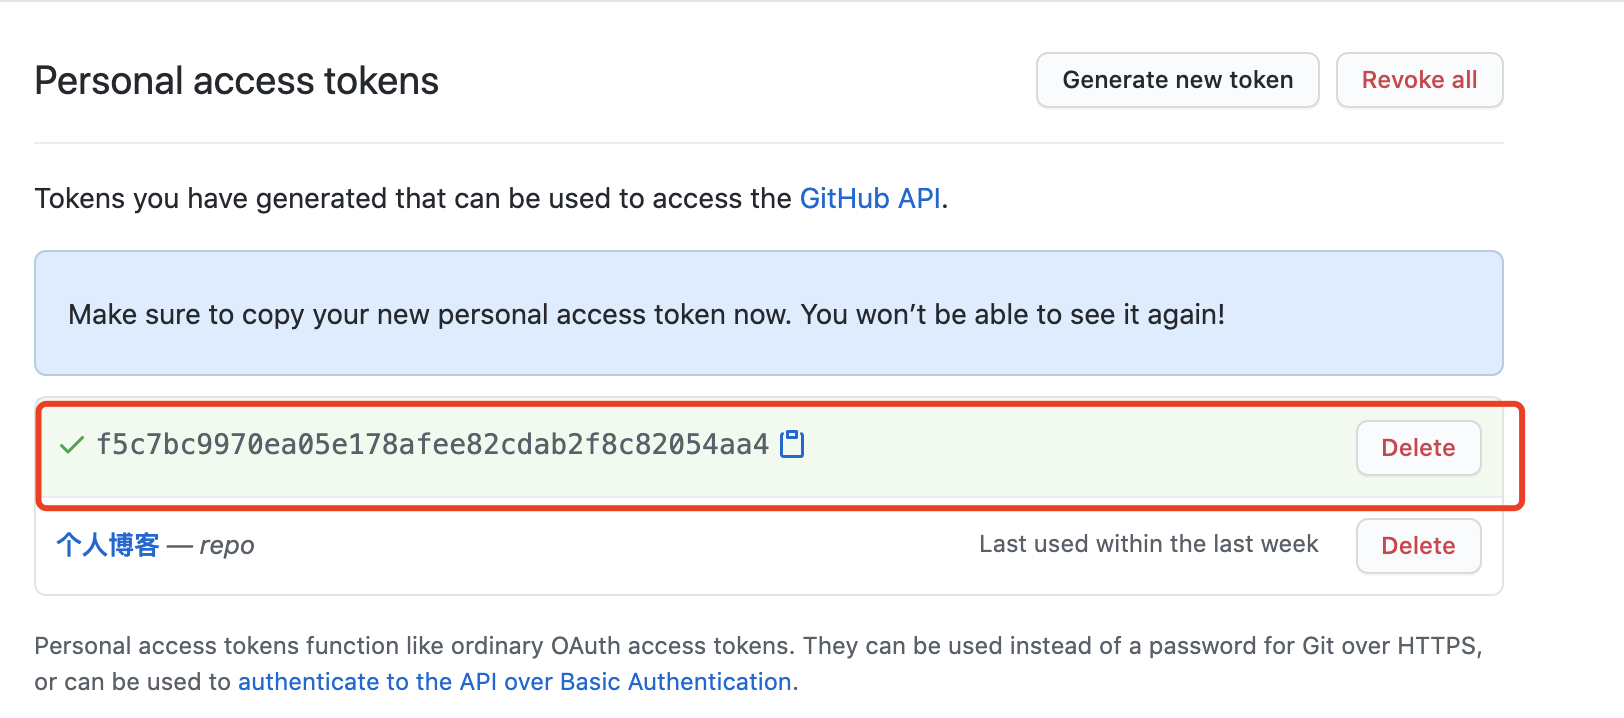 Personal access tokens
Generate new token
Revoke all
Tokens you have generated that can be used to access the GitHub API.
Make sure to copy your new personal access token now. You won’t be able to see it again!
f5c7bc9970ea05e178afee82cdab2f8c82054aa4
Delete
个人博客 — repo
Last used within the last week
Delete
Personal access tokens function like ordinary OAuth access tokens. They can be used instead of a password for Git over HTTPS,
or can be used to authenticate to the API over Basic Authentication.